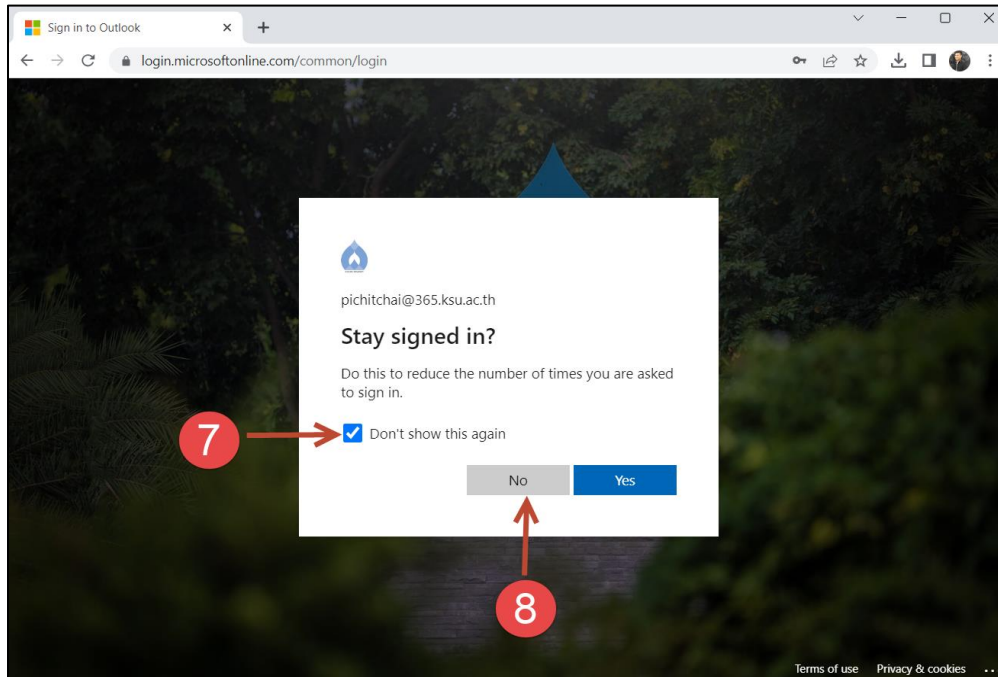 Sign in to Outlook
login.microsoftonline.com/common/login
pichitchai@365.ksu.ac.th
Stay signed in?
Do this to reduce the number of times you are asked
to sign in.
7
Don't show this again
No Yes
8
Terms of use Privacy & cookies ...